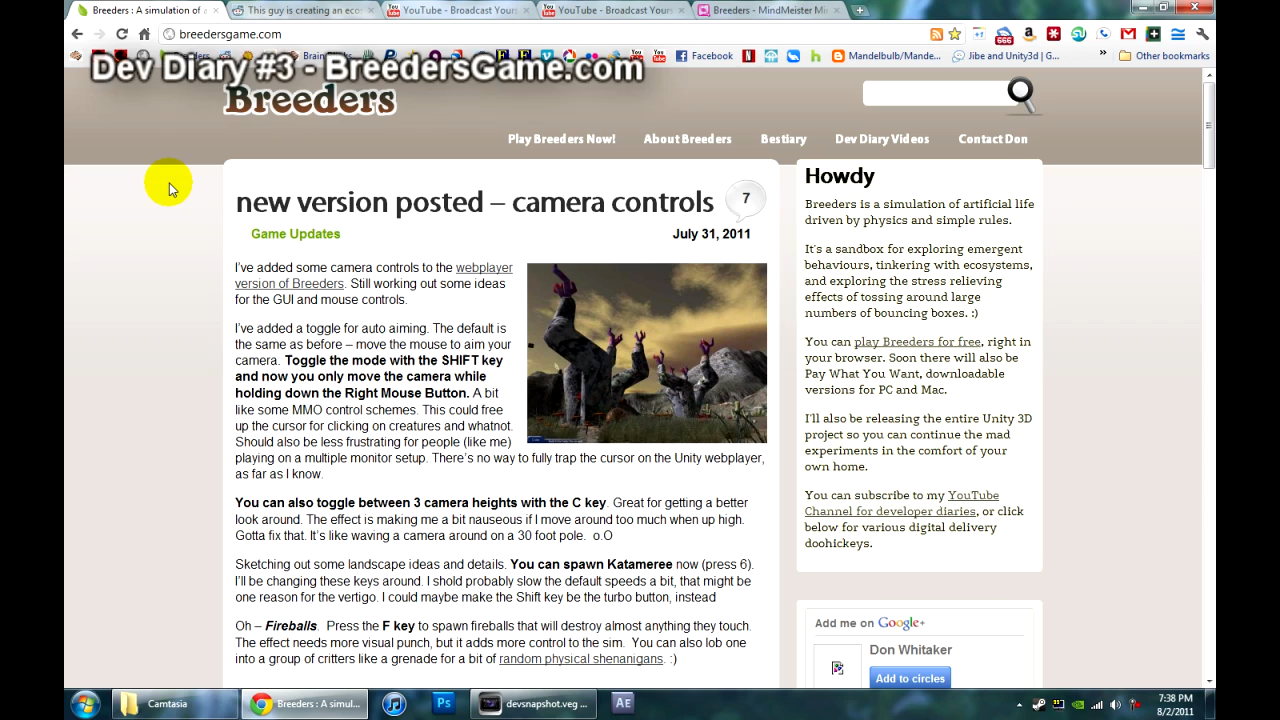 Breeders : A simulation of a
This guy is creating an eco
YouTube - Broadcast Yours
YouTube - Broadcast Yours
Breeders - MindMeister Mi
breedersgame.com
666
Facebook
Mandelbulb/Mande...
Jibe and Unity3d | G...
Other bookmarks
Dev Diary #3 - BreedersGame.com
Breeders
Play Breeders Now!
About Breeders
Bestiary
Dev Diary Videos
Contact Don
new version posted – camera controls
7
Game Updates
July 31, 2011
I've added some camera controls to the webplayer
version of Breeders. Still working out some ideas
for the GUI and mouse controls.
I've added a toggle for auto aiming. The default is
the same as before – move the mouse to aim your
camera. Toggle the mode with the SHIFT key
and now you only move the camera while
holding down the Right Mouse Button. A bit
like some MMO control schemes. This could free
up the cursor for clicking on creatures and whatnot.
Should also be less frustrating for people (like me)
playing on a multiple monitor setup. There's no way to fully trap the cursor on the Unity webplayer,
as far as I know.
You can also toggle between 3 camera heights with the C key. Great for getting a better
look around. The effect is making me a bit nauseous if I move around too much when up high.
Gotta fix that. It's like waving a camera around on a 30 foot pole. o.O
Sketching out some landscape ideas and details. You can spawn Katameree now (press 6).
I'll be changing these keys around. I shold probably slow the default speeds a bit, that might be
one reason for the vertigo. I could maybe make the Shift key be the turbo button, instead
Oh – Fireballs. Press the F key to spawn fireballs that will destroy almost anything they touch.
The effect needs more visual punch, but it adds more control to the sim. You can also lob one
into a group of critters like a grenade for a bit of random physical shenanigans. :)
Howdy
Breeders is a simulation of artificial life
driven by physics and simple rules.
It's a sandbox for exploring emergent
behaviours, tinkering with ecosystems,
and exploring the stress relieving
effects of tossing around large
numbers of bouncing boxes. :)
You can play Breeders for free, right in
your browser. Soon there will also be
Pay What You Want, downloadable
versions for PC and Mac.
I'll also be releasing the entire Unity 3D
project so you can continue the mad
experiments in the comfort of your
own home.
You can subscribe to my YouTube
Channel for developer diaries, or click
below for various digital delivery
doohickeys.
Add me on Google+
Don Whitaker
Add to circles
Camtasia
Breeders : A simul...
Ps
devsnapshot.veg ...
Ae
7:38 PM
8/2/2011